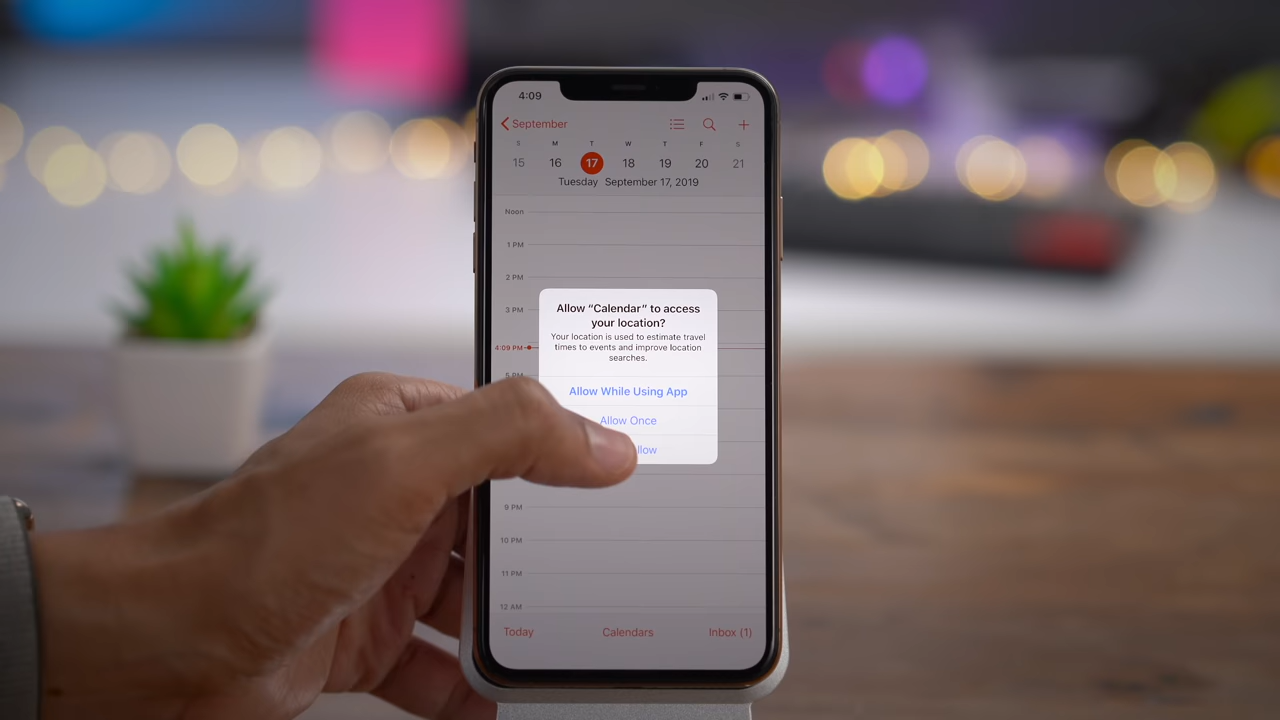 4:09
September
S M T W T F S
15 16 17 18 19 20 21
Tuesday September 17, 2019
Noon
1 PM
2 PM
3 PM
Allow “Calendar” to access
your location?
Your location is used to estimate travel
times to events and improve location
searches.
4:09 PM
Allow While Using App
Allow Once
9 PM
10 PM
11 PM
12 AM
Today Calendars Inbox (1)